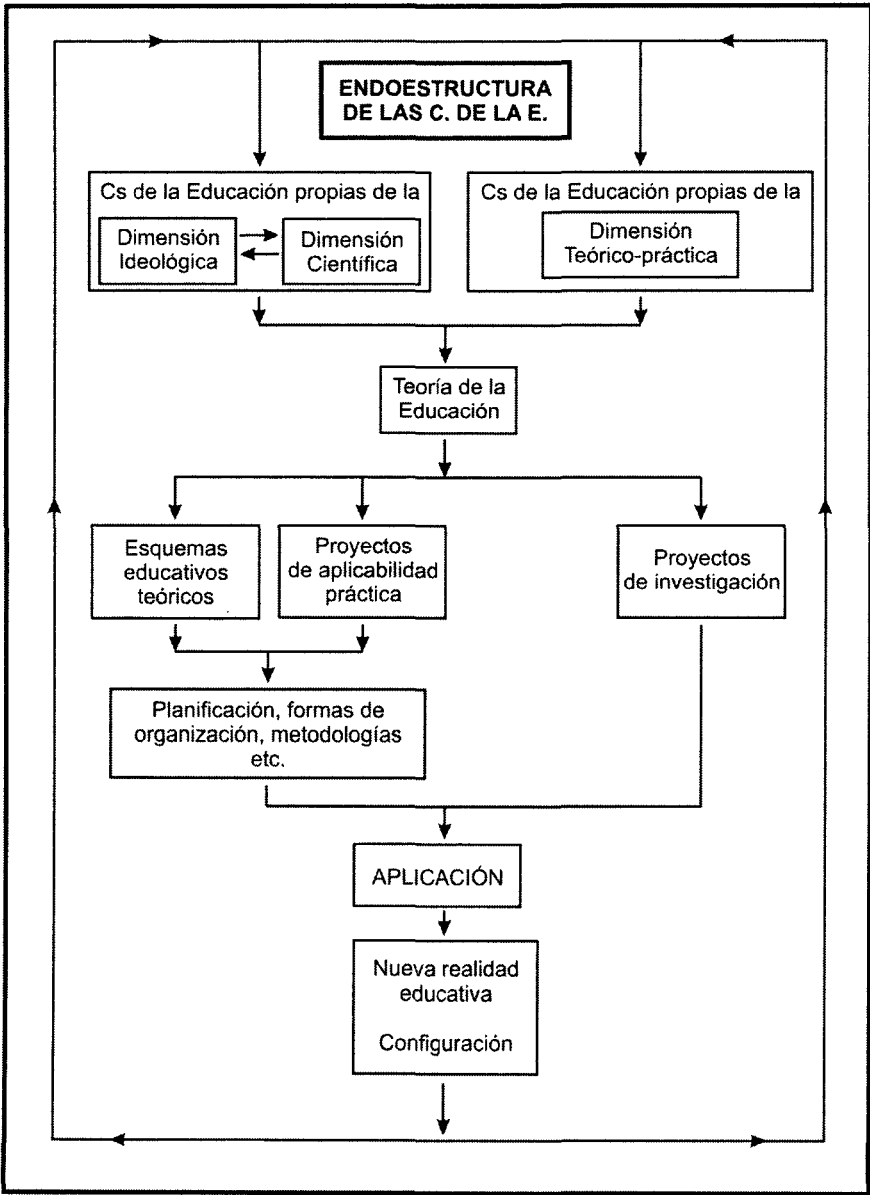 ENDOESTRUCTURA
DE LAS C. DE LA E.
Cs de la Educación propias de la
Dimensión
Ideológica
Dimensión
Científica
Cs de la Educación propias de la
Dimensión
Teórico-práctica
Teoría de la
Educación
Esquemas
educativos
teóricos
Proyectos
de aplicabilidad
práctica
Proyectos
de investigación
Planificación, formas de
organización, metodologías
etc.
APLICACIÓN
Nueva realidad
educativa
Configuración